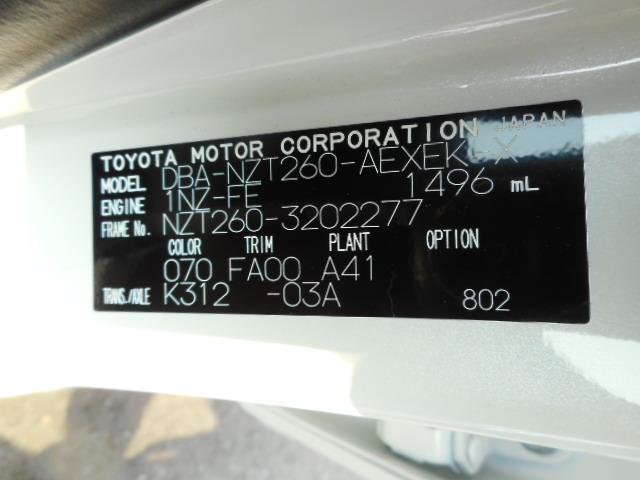 TOYOTA MOTOR CORPORATION JAPAN
MODEL DBA-NZT260-AEXEK-X
ENGINE 1NZ-FE 1496 mL
FRAME No. NZT260-3202277
COLOR TRIM PLANT OPTION
070 FA00 A41
TRANS./AXLE K312 -03A 802